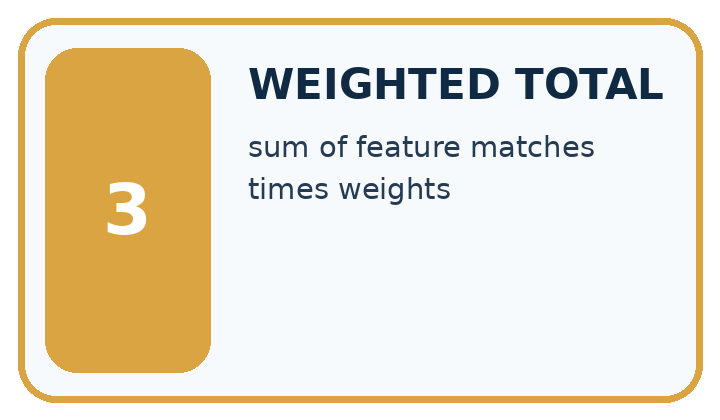 3
WEIGHTED TOTAL
sum of feature matches
times weights